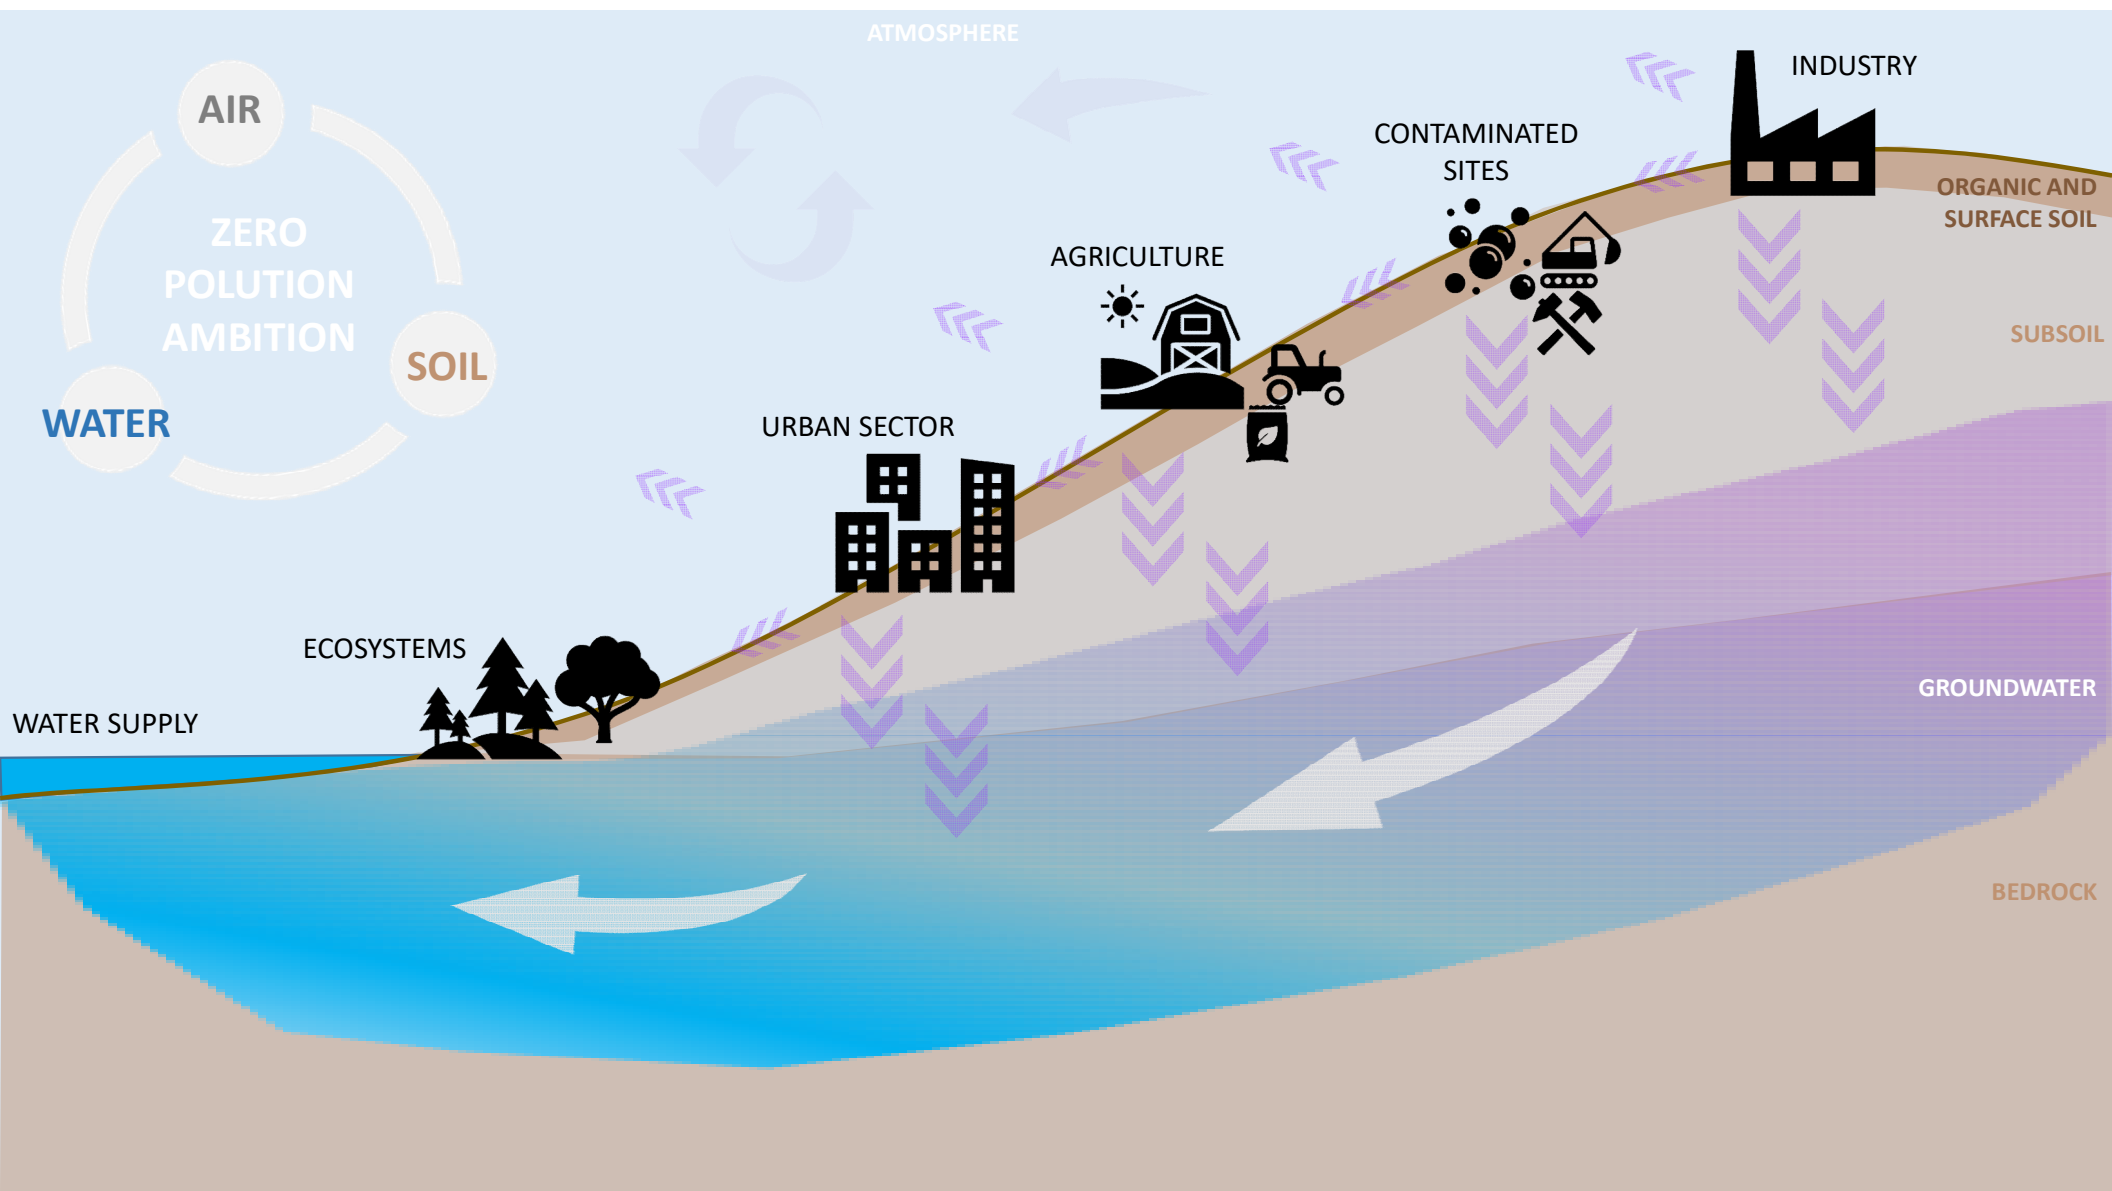 ATMOSPHERE
INDUSTRY
AIR
CONTAMINATED
SITES
ORGANIC AND
SURFACE SOIL
ZERO
POLUTION
AMBITION
AGRICULTURE
SUBSOIL
SOIL
WATER
URBAN SECTOR
ECOSYSTEMS
GROUNDWATER
WATER SUPPLY
BEDROCK